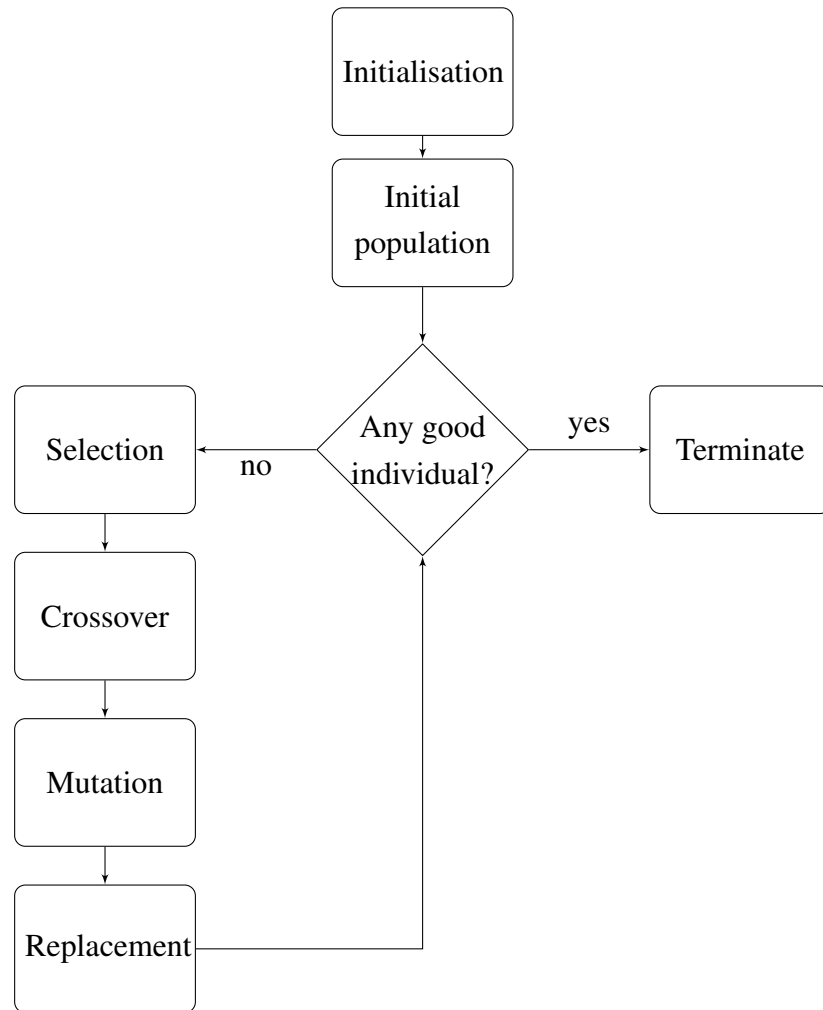 Initialisation
Initial
population
Any good
individual?
yes
no
Terminate
Selection
Crossover
Mutation
Replacement